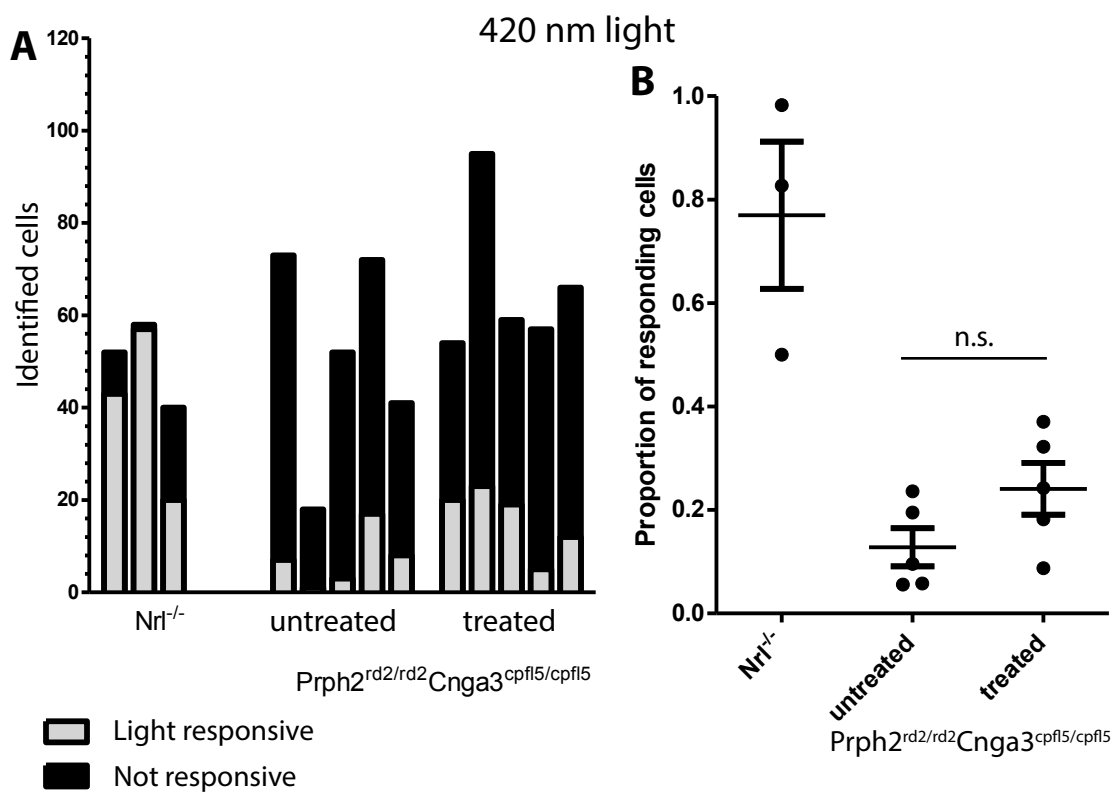 420 nm light
A
120
100
80
60
40
20
0
Identified cells
Nrl-/-
untreated
treated
Prph2rd2/rd2Cnga3cpfl5/cpfl5
Light responsive
Not responsive
B
1.0
0.8
0.6
0.4
0.2
0.0
Proportion of responding cells
n.s.
Nrl-/-
untreated
treated
Prph2rd2/rd2Cnga3cpfl5/cpfl5